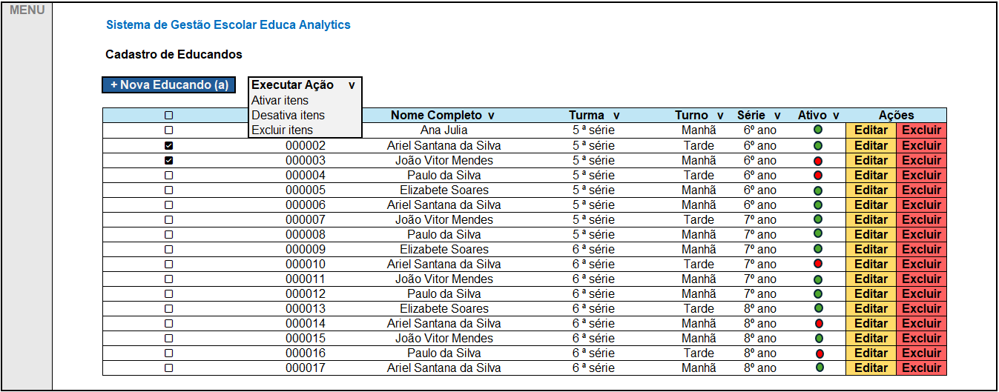 MENU
Sistema de Gestão Escolar Educa Analytics
Cadastro de Educandos
+ Nova Educando (a)
Executar Ação v
Ativar itens
Desativa itens
Excluir itens
Nome Completo v Turma v Turno v Série v Ativo v Ações
Ana Julia 5 ª série Manhã 6º ano Editar Excluir
000002 Ariel Santana da Silva 5 ª série Tarde 6º ano Editar Excluir
000003 João Vitor Mendes 5 ª série Manhã 6º ano Editar Excluir
000004 Paulo da Silva 5 ª série Tarde 6º ano Editar Excluir
000005 Elizabete Soares 5 ª série Manhã 6º ano Editar Excluir
000006 Ariel Santana da Silva 5 ª série Manhã 6º ano Editar Excluir
000007 João Vitor Mendes 5 ª série Tarde 7º ano Editar Excluir
000008 Paulo da Silva 5 ª série Manhã 7º ano Editar Excluir
000009 Elizabete Soares 6 ª série Manhã 7º ano Editar Excluir
000010 Ariel Santana da Silva 6 ª série Tarde 7º ano Editar Excluir
000011 João Vitor Mendes 6 ª série Manhã 7º ano Editar Excluir
000012 Paulo da Silva 6 ª série Manhã 7º ano Editar Excluir
000013 Elizabete Soares 6 ª série Tarde 8º ano Editar Excluir
000014 Ariel Santana da Silva 6 ª série Manhã 8º ano Editar Excluir
000015 João Vitor Mendes 6 ª série Manhã 8º ano Editar Excluir
000016 Paulo da Silva 6 ª série Tarde 8º ano Editar Excluir
000017 Ariel Santana da Silva 6 ª série Manhã 8º ano Editar Excluir